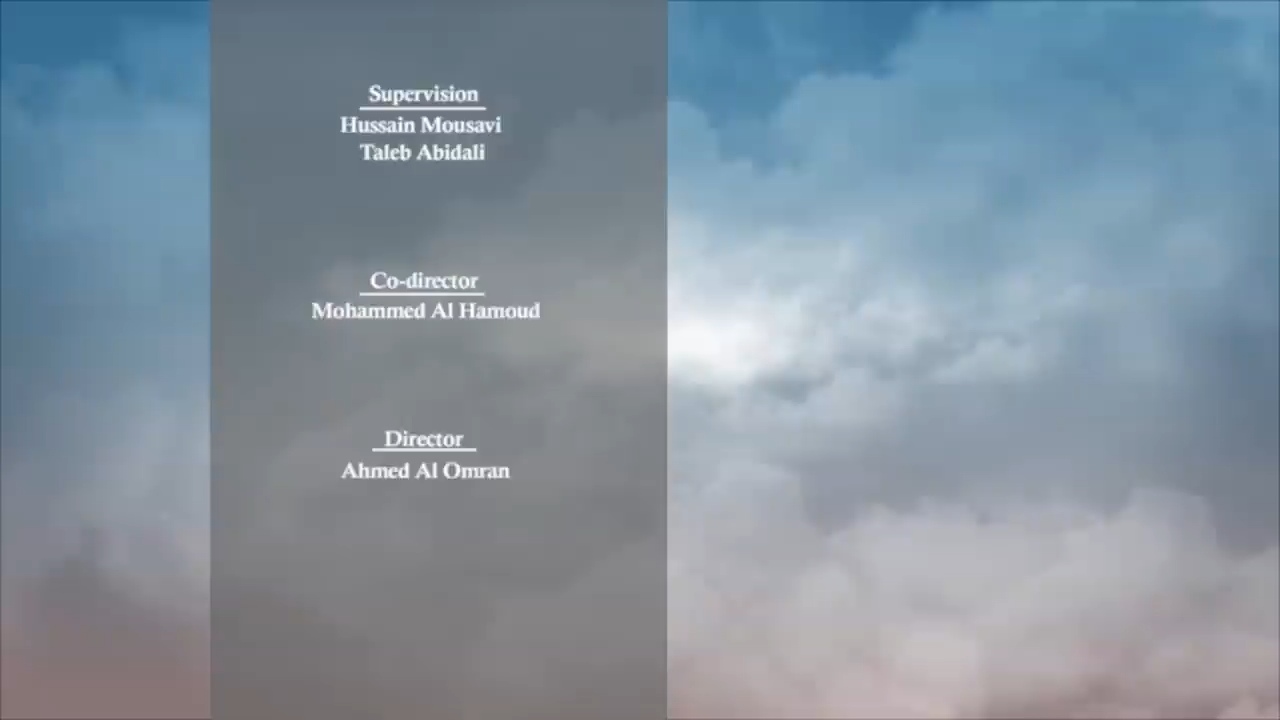 Supervision
Hussain Mousavi
Taleb Abidali
Co-director
Mohammed Al Hamoud
Director
Ahmed Al Omran